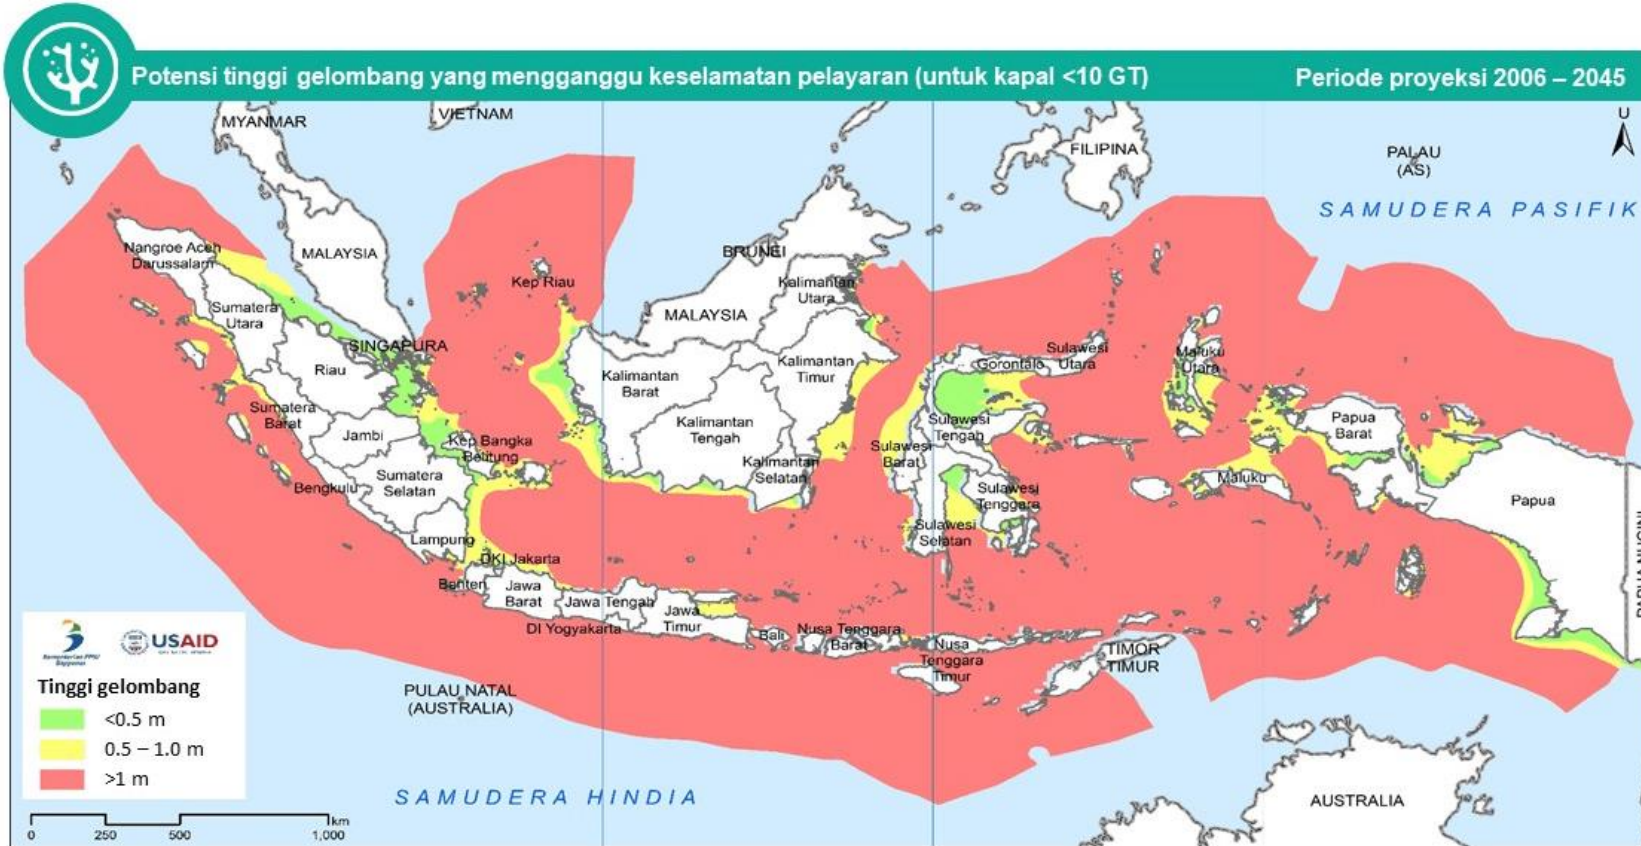 Potensi tinggi gelombang yang mengganggu keselamatan pelayaran (untuk kapal <10 GT)
Periode proyeksi 2006 – 2045
MYANMAR
VIETNAM
FILIPINA
PALAU
(AS)
U
SAMUDERA PASIFIK
Nangroe Aceh
Darussalam
MALAYSIA
BRUNEI
Kep Riau
Kalimantan
Utara
Sumatera
Utara
MALAYSIA
SINGAPURA
Riau
Kalimantan
Barat
Kalimantan
Timur
Gorontalo
Sulawesi
Utara
Maluku
Utara
Sumatera
Barat
Jambi
Kep Bangka
Belitung
Kalimantan
Tengah
Sulawesi
Tengah
Papua
Barat
Sulawesi
Barat
Kalimantan
Selatan
Bengkulu
Sumatera
Selatan
Sulawesi
Tenggara
Maluku
Papua
Lampung
Sulawesi
Selatan
DKI Jakarta
Banten
Jawa
Barat
Jawa Tengah
Jawa
Timur
DI Yogyakarta
Bali
Nusa Tenggara
Barat
Nusa
Tenggara
Timur
TIMOR
TIMUR
Kementerian PPN/
Bappenas
USAID
Tinggi gelombang
<0.5 m
0.5 – 1.0 m
>1 m
PULAU NATAL
(AUSTRALIA)
SAMUDERA HINDIA
AUSTRALIA
km
0 250 500 1,000